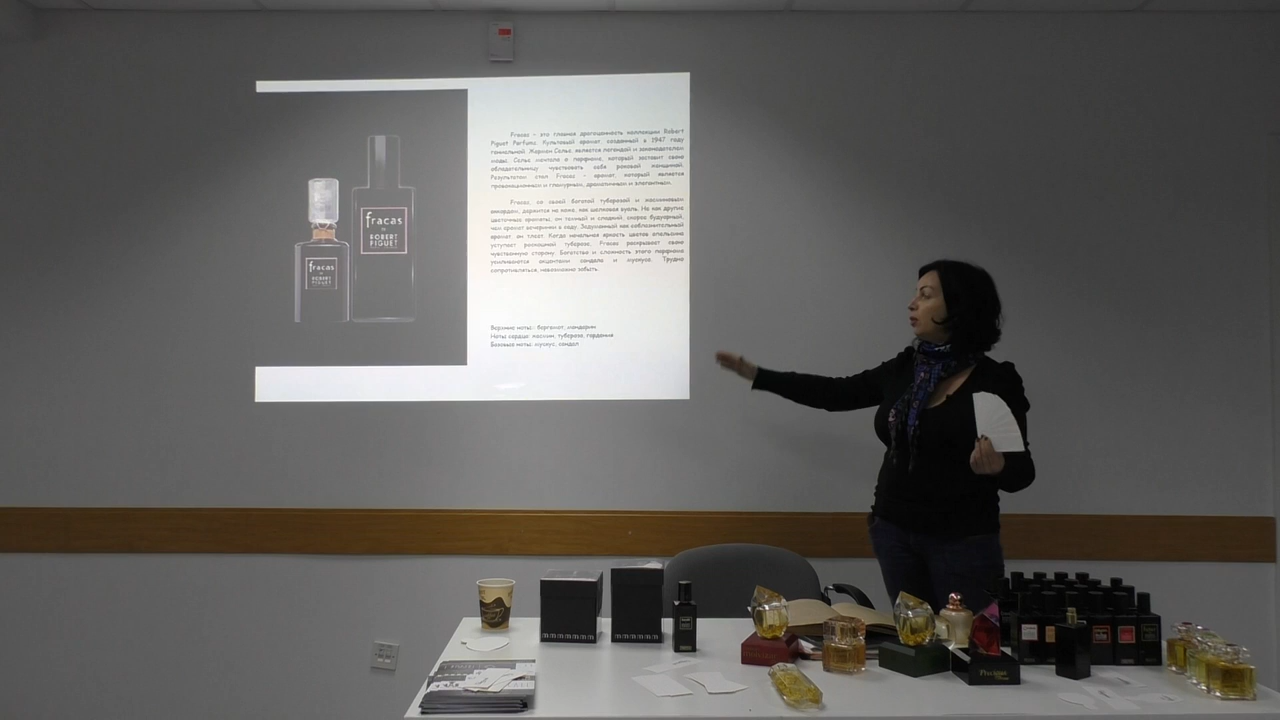 Fracas – это главная драгоценность коллекции Robert
Piguet Parfums. Культовый аромат, созданный в 1947 году
гениальной Жермен Селье, является легендой и законодателем
моды. Селье мечтала о парфюме, который заставит свою
обладательницу чувствовать себя роковой женщиной.
Результатом стал Fracas – аромат, который является
провокационным и гламурным, драматичным и элегантным.
Fracas, со своей богатой туберозой и жасминовым
аккордом, держится на коже, как шелковая вуаль. Не как другие
цветочные ароматы, он темный и сладкий, скорее будуарный,
чем аромат вечеринки в саду. Задуманный как соблазнительный
аромат, он тлеет. Когда начальная яркость цветов апельсина
уступает роскошной туберозе, Fracas раскрывает свою
чувственную сторону. Богатство и сложность этого парфюма
усиливаются акцентами сандала и мускуса. Трудно
сопротивляться, невозможно забыть.
Верхние ноты: бергамот, мандарин
Ноты сердца: жасмин, тубероза, гардения
Базовые ноты: мускус, сандал
fracas
DE
ROBERT
PIGUET
fracas
DE
ROBERT
PIGUET